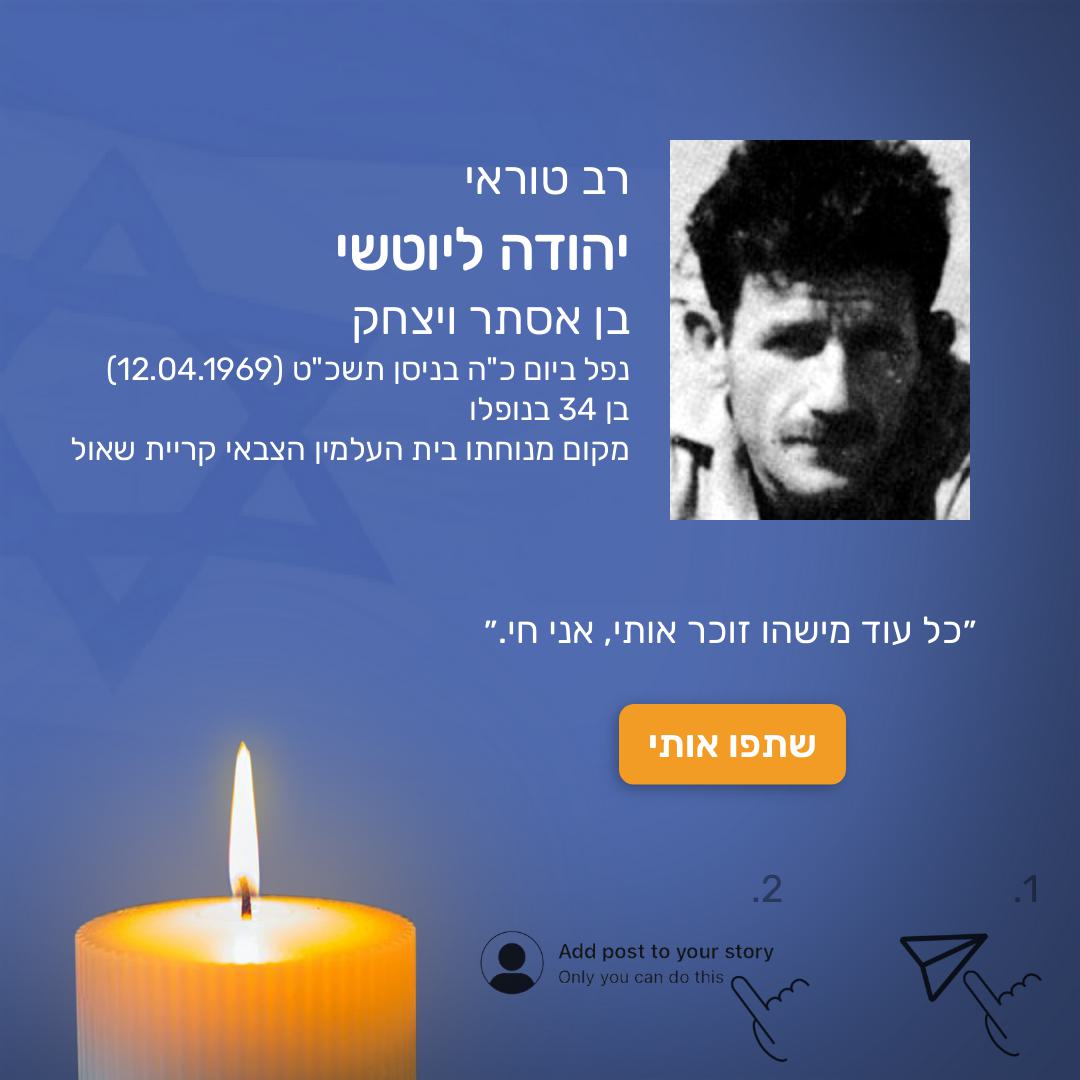 רב טוראי
יהודה ליוטשי
בן אסתר ויצחק
נפל ביום כ"ה בניסן תשכ"ט (12.04.1969)
בן 34 בנופלו
מקום מנוחתו בית העלמין הצבאי קריית שאול
״כל עוד מישהו זוכר אותי, אני חי.״
שתפו אותי
1.
2.
Add post to your story
Only you can do this